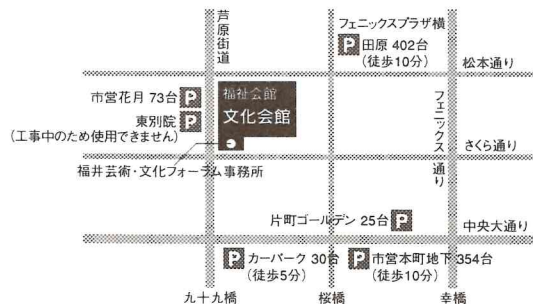 芦原街道
フェニックスプラザ横
P 田原 402台
(徒歩10分)
松本通り
市営花月 73台 P
福祉会館
文化会館
東別院 P
(工事中のため使用できません)
フェニックス通り
さくら通り
福井芸術・文化フォーラム事務所
片町ゴールデン 25台 P
中央大通り
P カーパーク 30台
(徒歩5分)
P 市営本町地下 354台
(徒歩10分)
九十九橋
桜橋
幸橋